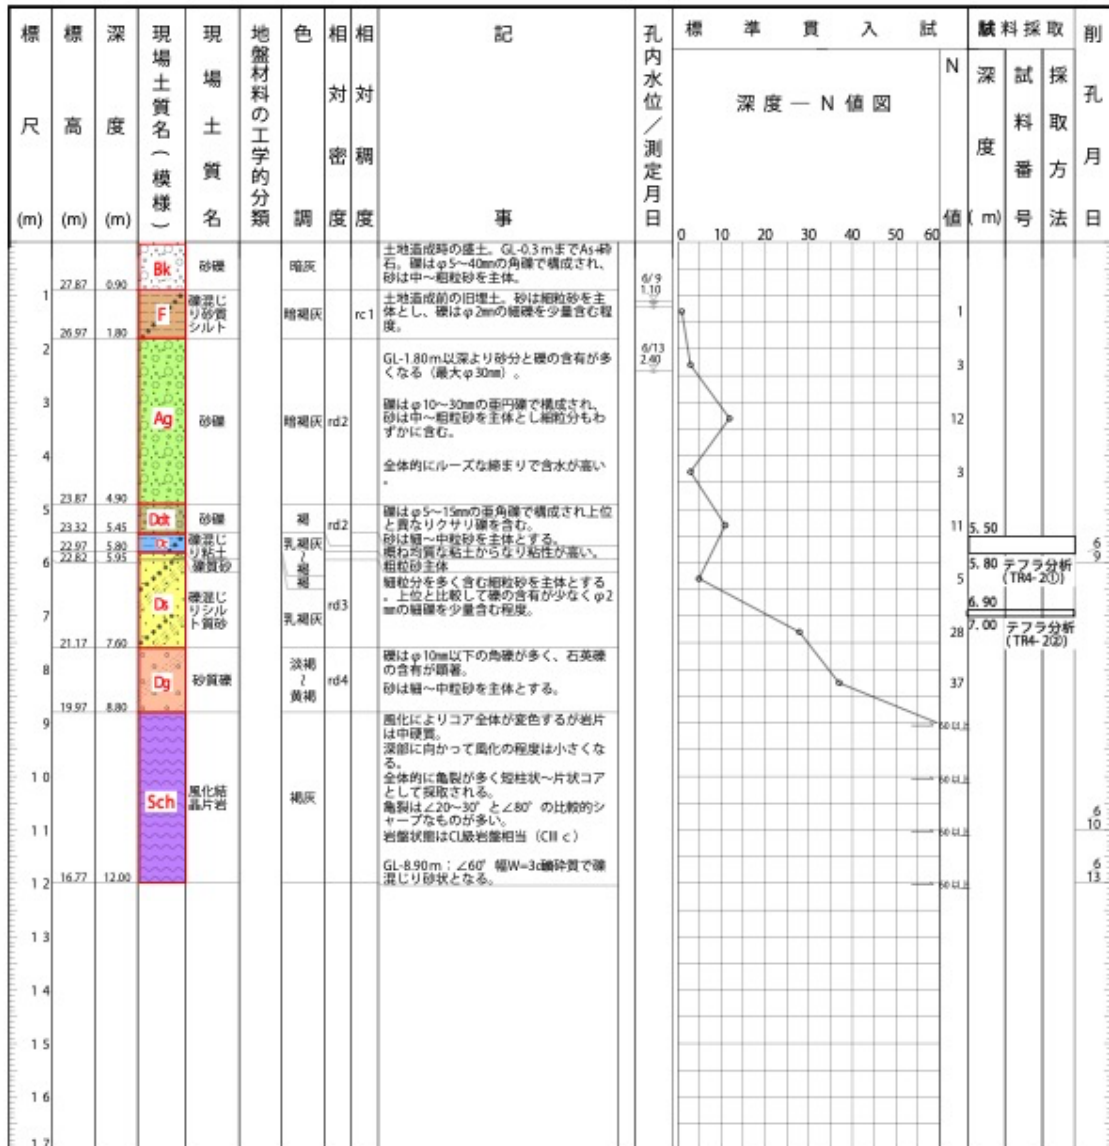 標尺(m)
標高(m)
深度(m)
現場土質名(模様)
現場土質名
地盤材料の工学的分類
色調
相対密度
相対稠度
記事
孔内水位/測定月日
標準貫入試
深度 — N 値図
0 10 20 30 40 50 60
N値
試料採取
深度(m)
試料番号
採取方法
削孔月日
27.87 0.90
Bk
砂礫
暗灰
土地造成時の盛土。GL-0.3mまでAs+砕
石。礫はφ5~40㎜の角礫で構成され、
砂は中~粗粒砂を主体。
6/9
1.10
26.97 1.80
F
礫混じ
り砂質
シルト
暗褐灰
rc1
土地造成前の旧埋土。砂は細粒砂を主
体とし、礫はφ2㎜の細礫を少量含む程
度。
6/13
2.40
23.87 4.90
Ag
砂礫
暗褐灰
rd2
GL-1.80m以深より砂分と礫の含有が多
くなる(最大φ30㎜)。
礫はφ10~30㎜の亜円礫で構成され、
砂は中~粗粒砂を主体とし細粒分もわ
ずかに含む。
全体的にルーズな締まりで含水が高い
。
23.32 5.45
Ddt
砂礫
褐
rd2
礫はφ5~15㎜の亜角礫で構成され上位
と異なりクサリ礫を含む。
砂は細~中粒砂を主体とする。
22.97 5.80
Dc
礫混じ
り粘土
乳褐灰
~
褐
概ね均質な粘土からなり粘性が高い。
22.82 5.95
礫質砂
褐
粗粒砂主体
21.17 7.60
Ds
礫混じ
りシル
ト質砂
乳褐灰
rd3
細粒分を多く含む細粒砂を主体とする
。上位と比較して礫の含有が少なくφ2
㎜の細礫を少量含む程度。
19.97 8.80
Dg
砂質礫
淡褐
~
黄褐
rd4
礫はφ10㎜以下の角礫が多く、石英礫
の含有が顕著。
砂は細~中粒砂を主体とする。
16.77 12.00
Sch
風化結
晶片岩
褐灰
風化によりコア全体が変色するが岩片
は中硬質。
深部に向かって風化の程度は小さくな
る。
全体的に亀裂が多く短柱状~片状コア
として採取される。
亀裂は∠20~30°と∠80°の比較的シ
ャープなものが多い。
岩盤状態はCL級岩盤相当(CⅢc)
GL-8.90m:∠60°幅W=3㎝破砕質で礫
混じり砂状となる。
1
3
12
3
11
5
28
37
60以上
60以上
60以上
60以上
5.50
5.80
テフラ分析
(TR4-2①)
6.90
7.00
テフラ分析
(TR4-2②)
6
9
6
10
6
13
1
2
3
4
5
6
7
8
9
10
11
12
13
14
15
16
17